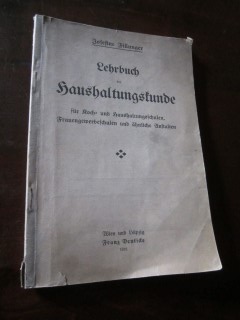 Lehrbuch
der
Haushaltungskunde
für Koch- und Haushaltungsschulen,
Frauengewerbeschulen und ähnliche Anstalten
Wien und Leipzig
Franz Deuticke